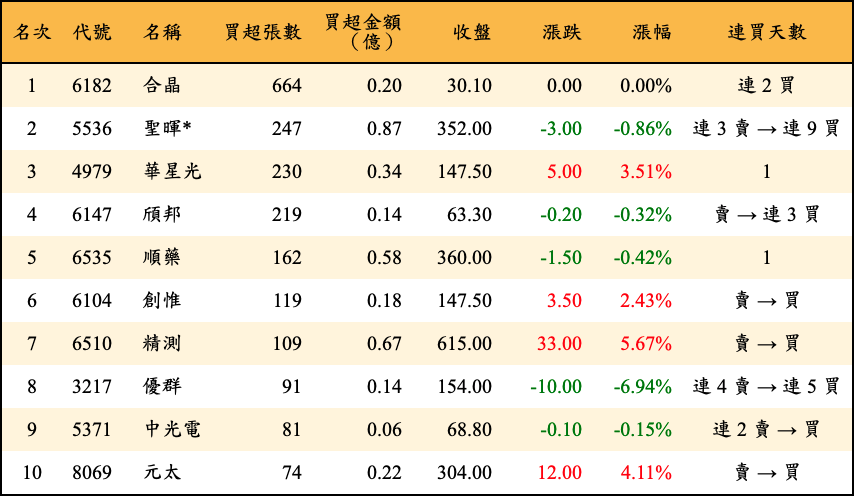 名次 代號 名稱 買超張數 買超金額(億) 收盤 漲跌 漲幅 連買天數
1 6182 合晶 664 0.20 30.10 0.00 0.00% 連 2 買
2 5536 聖暉* 247 0.87 352.00 -3.00 -0.86% 連 3 賣 → 連 9 買
3 4979 華星光 230 0.34 147.50 5.00 3.51% 1
4 6147 頎邦 219 0.14 63.30 -0.20 -0.32% 賣 → 連 3 買
5 6535 順藥 162 0.58 360.00 -1.50 -0.42% 1
6 6104 創惟 119 0.18 147.50 3.50 2.43% 賣 → 買
7 6510 精測 109 0.67 615.00 33.00 5.67% 賣 → 買
8 3217 優群 91 0.14 154.00 -10.00 -6.94% 連 4 賣 → 連 5 買
9 5371 中光電 81 0.06 68.80 -0.10 -0.15% 連 2 賣 → 買
10 8069 元太 74 0.22 304.00 12.00 4.11% 賣 → 買